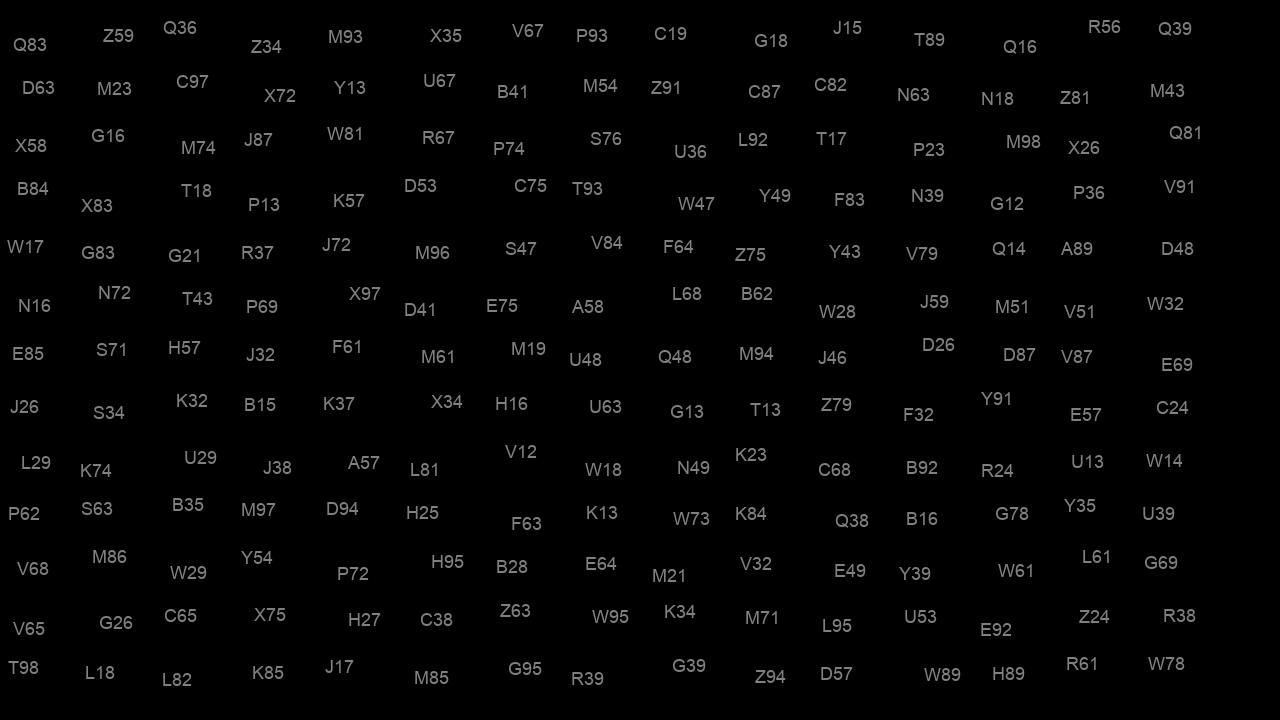 Q83 Z59 Q36 Z34 M93 X35 V67 P93 C19 G18 J15 T89 Q16 R56 Q39
D63 M23 C97 X72 Y13 U67 B41 M54 Z91 C87 C82 N63 N18 Z81 M43
X58 G16 M74 J87 W81 R67 P74 S76 U36 L92 T17 P23 M98 X26 Q81
B84 X83 T18 P13 K57 D53 C75 T93 W47 Y49 F83 N39 G12 P36 V91
W17 G83 G21 R37 J72 M96 S47 V84 F64 Z75 Y43 V79 Q14 A89 D48
N16 N72 T43 P69 X97 D41 E75 A58 L68 B62 W28 J59 M51 V51 W32
E85 S71 H57 J32 F61 M61 M19 U48 Q48 M94 J46 D26 D87 V87 E69
J26 S34 K32 B15 K37 X34 H16 U63 G13 T13 Z79 F32 Y91 E57 C24
L29 K74 U29 J38 A57 L81 V12 W18 N49 K23 C68 B92 R24 U13 W14
P62 S63 B35 M97 D94 H25 F63 K13 W73 K84 Q38 B16 G78 Y35 U39
V68 M86 W29 Y54 P72 H95 B28 E64 M21 V32 E49 Y39 W61 L61 G69
V65 G26 C65 X75 H27 C38 Z63 W95 K34 M71 L95 U53 E92 Z24 R38
T98 L18 L82 K85 J17 M85 G95 R39 G39 Z94 D57 W89 H89 R61 W78